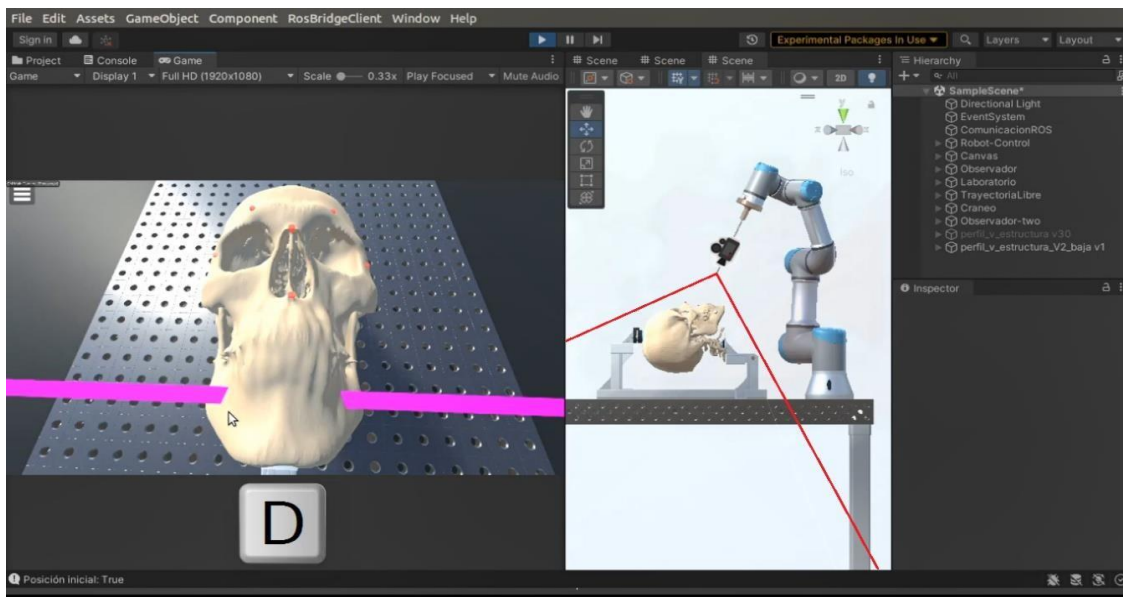 File Edit Assets GameObject Component RosBridgeClient Window Help
Sign in Experimental Packages In Use Layers Layout
Project Console Game Scene Scene Scene Hierarchy
Game Display 1 Full HD (1920x1080) Scale 0.33x Play Focused Mute Audio 2D All
SampleScene*
Directional Light
EventSystem
ComunicacionROS
Robot-Control
Canvas
Observador
Laboratorio
TrayectoriaLibre
Craneo
Observador-two
perfil_v_estructura v30
perfil_v_estructura_V2_baja v1
y
Iso
Inspector
D
Posición inicial: True